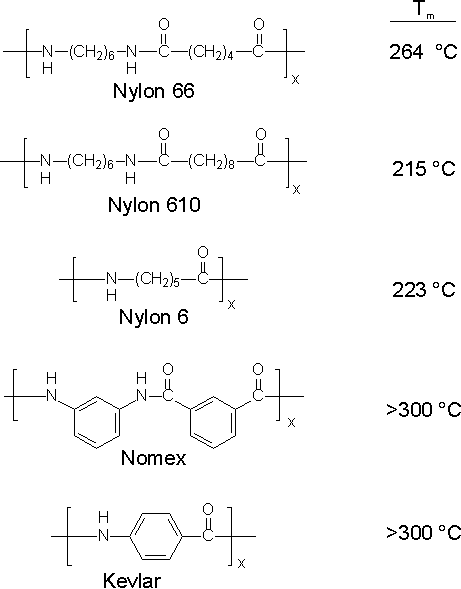 Tm
N
H
(CH2)6
NH
H
C
O
(CH2)4
C
O
x
264 °C
Nylon 66
N
H
(CH2)6
NH
H
C
O
(CH2)8
C
O
x
215 °C
Nylon 610
N
H
(CH2)5
C
O
x
223 °C
Nylon 6
H
N
H
N
O
C
O
C
x
>300 °C
Nomex
H
N
O
C
x
>300 °C
Kevlar